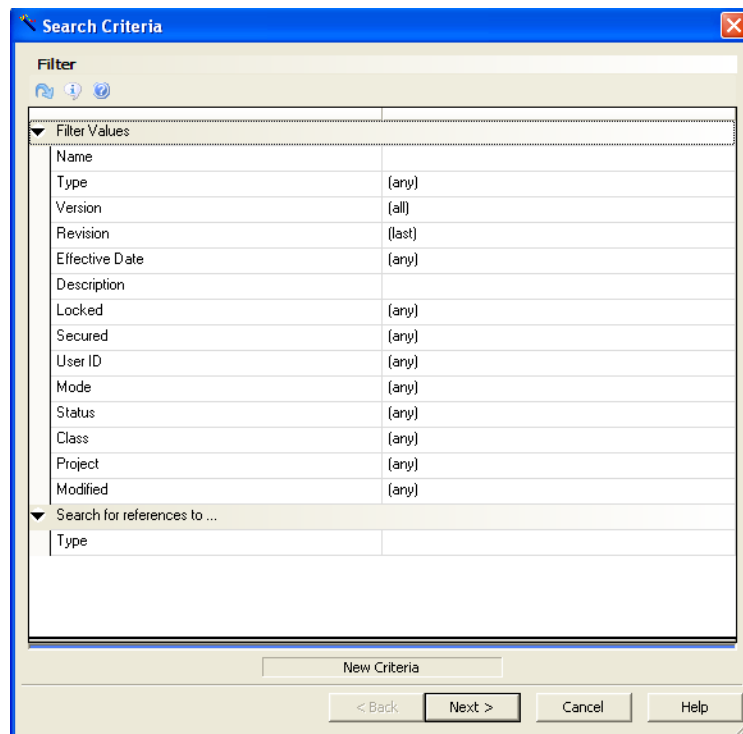 Search Criteria
Filter
Filter Values
Name
Type (any)
Version (all)
Revision (last)
Effective Date (any)
Description
Locked (any)
Secured (any)
User ID (any)
Mode (any)
Status (any)
Class (any)
Project (any)
Modified (any)
Search for references to ...
Type
New Criteria
< Back Next > Cancel Help